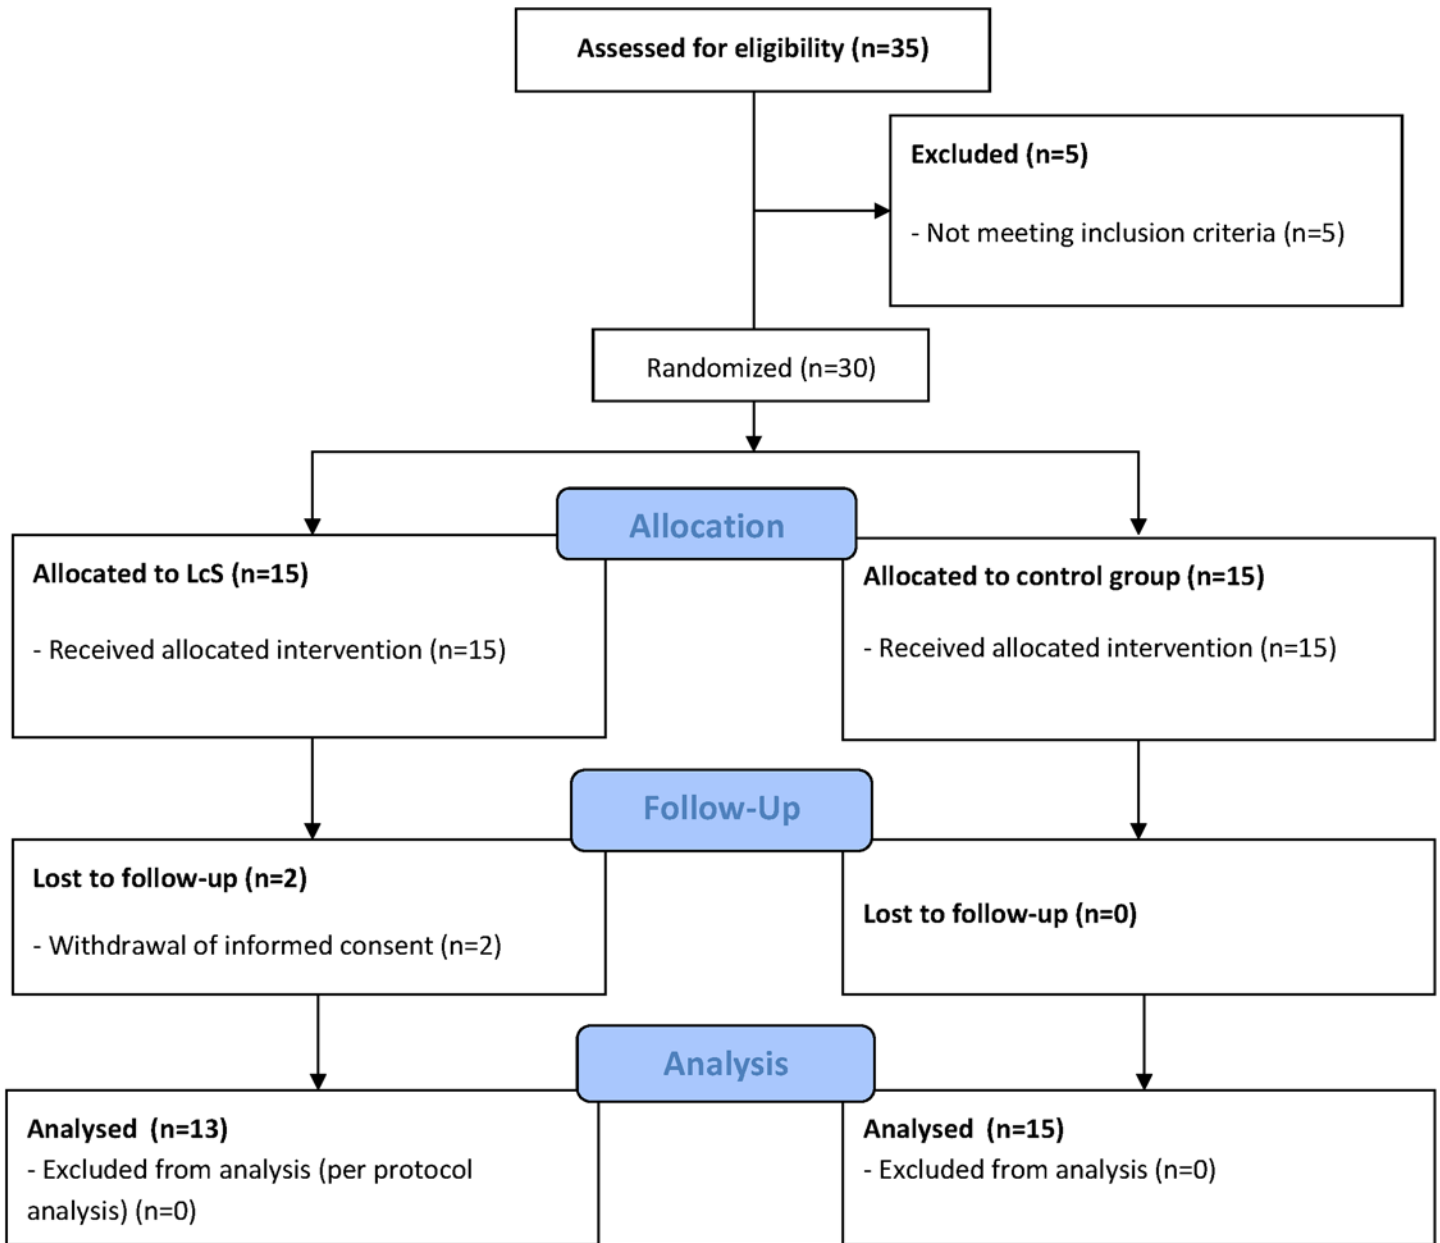 Assessed for eligibility (n=35)
Excluded (n=5)
- Not meeting inclusion criteria (n=5)
Randomized (n=30)
Allocation
Allocated to LcS (n=15)
- Received allocated intervention (n=15)
Allocated to control group (n=15)
- Received allocated intervention (n=15)
Follow-Up
Lost to follow-up (n=2)
- Withdrawal of informed consent (n=2)
Lost to follow-up (n=0)
Analysis
Analysed  (n=13)
- Excluded from analysis (per protocol
analysis) (n=0)
Analysed  (n=15)
- Excluded from analysis (n=0)